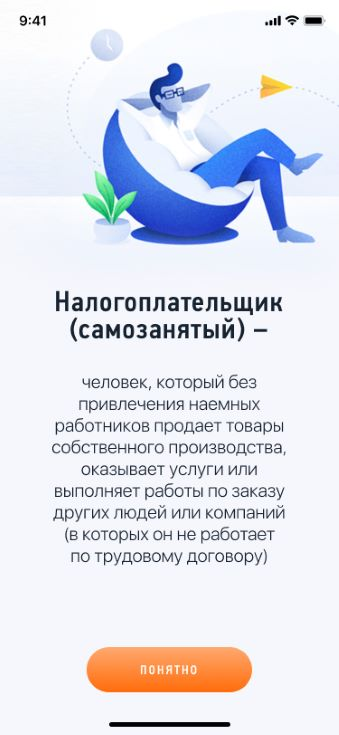 9:41
Налогоплательщик
(самозанятый) –
человек, который без
привлечения наемных
работников продает товары
собственного производства,
оказывает услуги или
выполняет работы по заказу
других людей или компаний
(в которых он не работает
по трудовому договору)
ПОНЯТНО